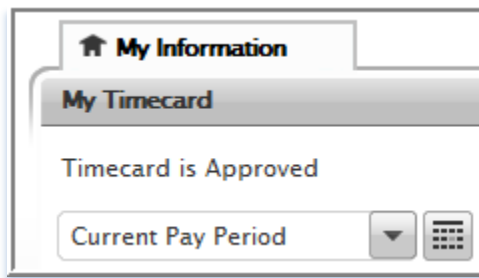 My Information
My Timecard
Timecard is Approved
Current Pay Period